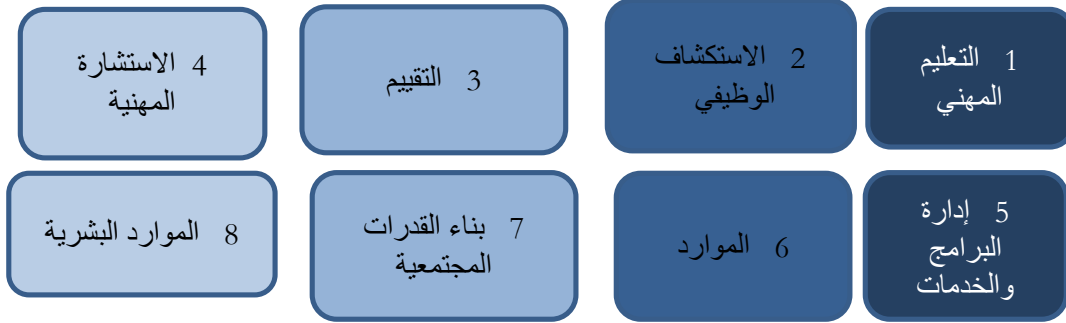 1 التعليم
المهني
2 الاستكشاف
الوظيفي
3 التقييم
4 الاستشارة
المهنية
5 إدارة
البرامج
والخدمات
6 الموارد
7 بناء القدرات
المجتمعية
8 الموارد البشرية